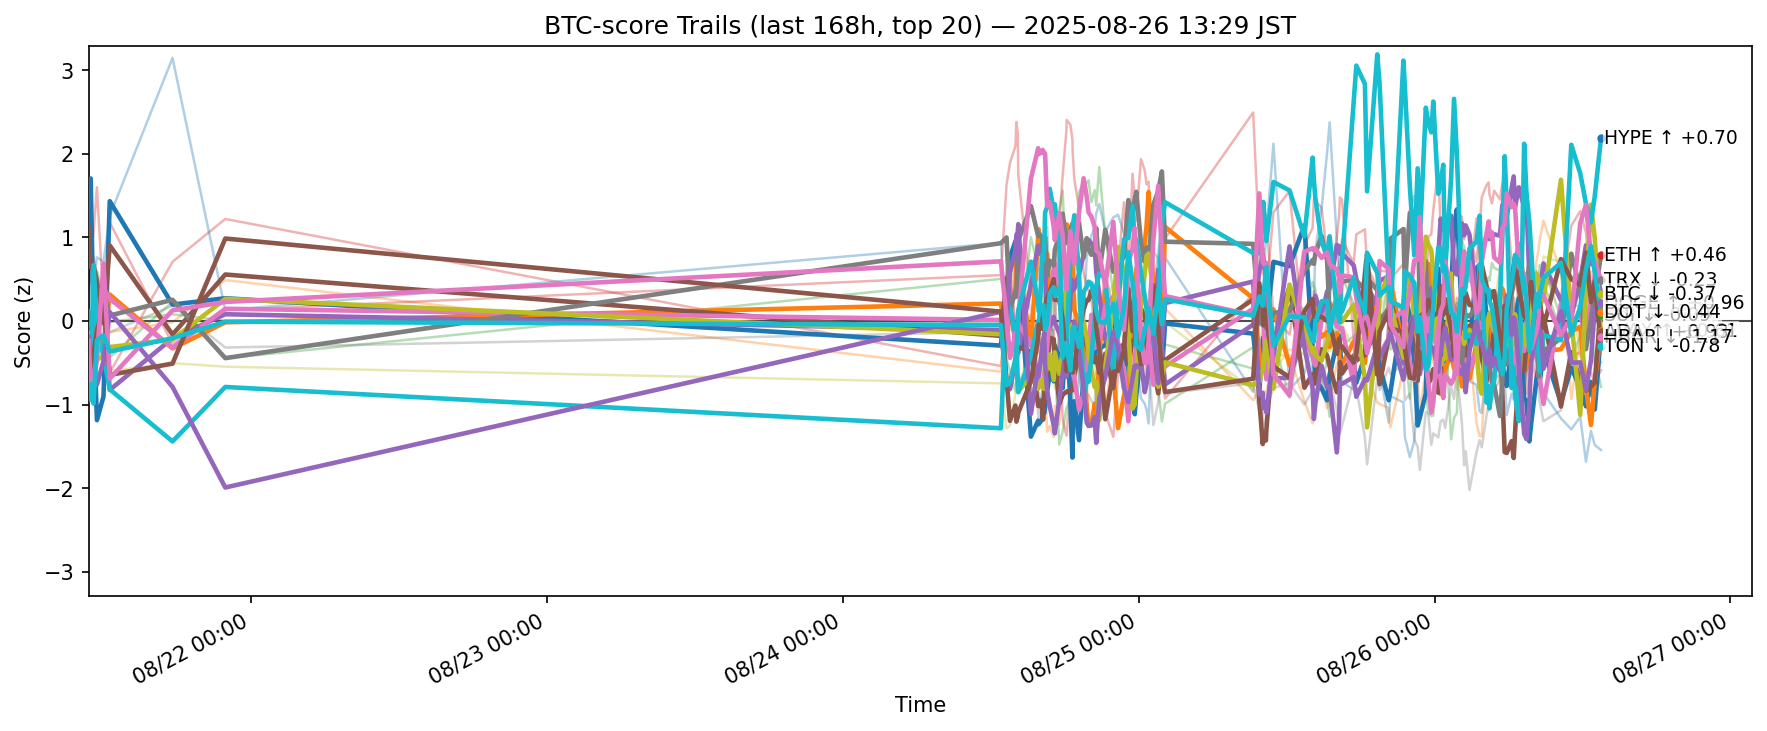 BTC-score Trails (last 168h, top 20) — 2025-08-26 13:29 JST
Score (z)
3
2
1
0
−1
−2
−3
HYPE ↑ +0.70
ETH ↑ +0.46
TRX ↓ -0.23
BTC ↓ -0.37
DOT ↓ -0.44
TON ↓ -0.78
08/22 00:00
08/23 00:00
08/24 00:00
08/25 00:00
08/26 00:00
08/27 00:00
Time